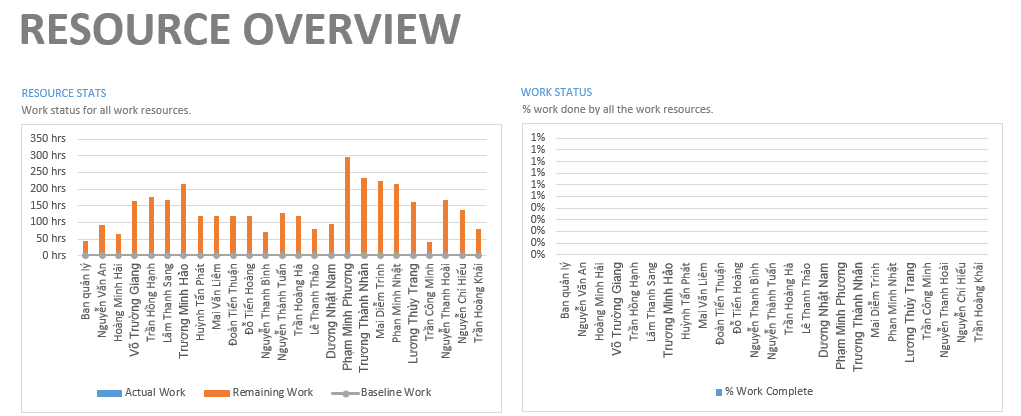 RESOURCE OVERVIEW
RESOURCE STATS
Work status for all work resources.
350 hrs
300 hrs
250 hrs
200 hrs
150 hrs
100 hrs
50 hrs
0 hrs
Ban quản lý
Nguyễn Văn An
Hoàng Minh Hải
Võ Trường Giang
Trần Hồng Hạnh
Lâm Thanh Sang
Trương Minh Hảo
Huỳnh Tấn Phát
Mai Văn Liêm
Đoàn Tiến Thuận
Đỗ Tiến Hoàng
Nguyễn Thanh Bình
Nguyễn Thành Tuấn
Trần Hoàng Hà
Lê Thanh Thảo
Dương Nhật Nam
Phạm Minh Phương
Trương Thành Nhân
Mai Diễm Trinh
Phan Minh Nhật
Lương Thùy Trang
Trần Công Minh
Nguyễn Thanh Hoài
Nguyễn Chí Hiếu
Trần Hoàng Khải
Actual Work
Remaining Work
Baseline Work
WORK STATUS
% work done by all the work resources.
1%
1%
1%
1%
1%
1%
0%
0%
0%
0%
0%
Ban quản lý
Nguyễn Văn An
Hoàng Minh Hải
Võ Trường Giang
Trần Hồng Hạnh
Lâm Thanh Sang
Trương Minh Hảo
Huỳnh Tấn Phát
Mai Văn Liêm
Đoàn Tiến Thuận
Đỗ Tiến Hoàng
Nguyễn Thanh Bình
Nguyễn Thành Tuấn
Trần Hoàng Hà
Lê Thanh Thảo
Dương Nhật Nam
Phạm Minh Phương
Trương Thành Nhân
Mai Diễm Trinh
Phan Minh Nhật
Lương Thùy Trang
Trần Công Minh
Nguyễn Thanh Hoài
Nguyễn Chí Hiếu
Trần Hoàng Khải
% Work Complete